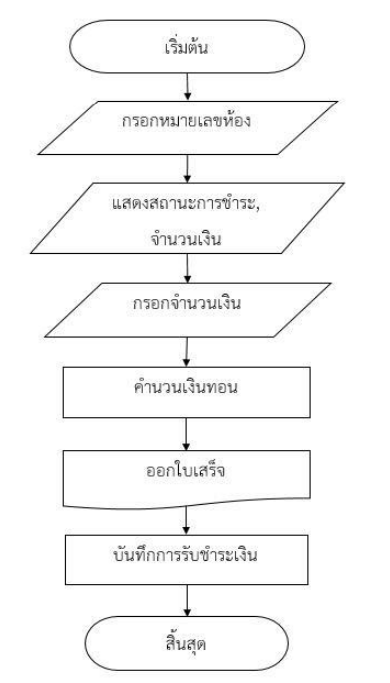 เริ่มต้น
กรอกหมายเลขห้อง
แสดงสถานะการชำระ,
จำนวนเงิน
กรอกจำนวนเงิน
คำนวนเงินทอน
ออกใบเสร็จ
บันทึกการรับชำระเงิน
สิ้นสุด